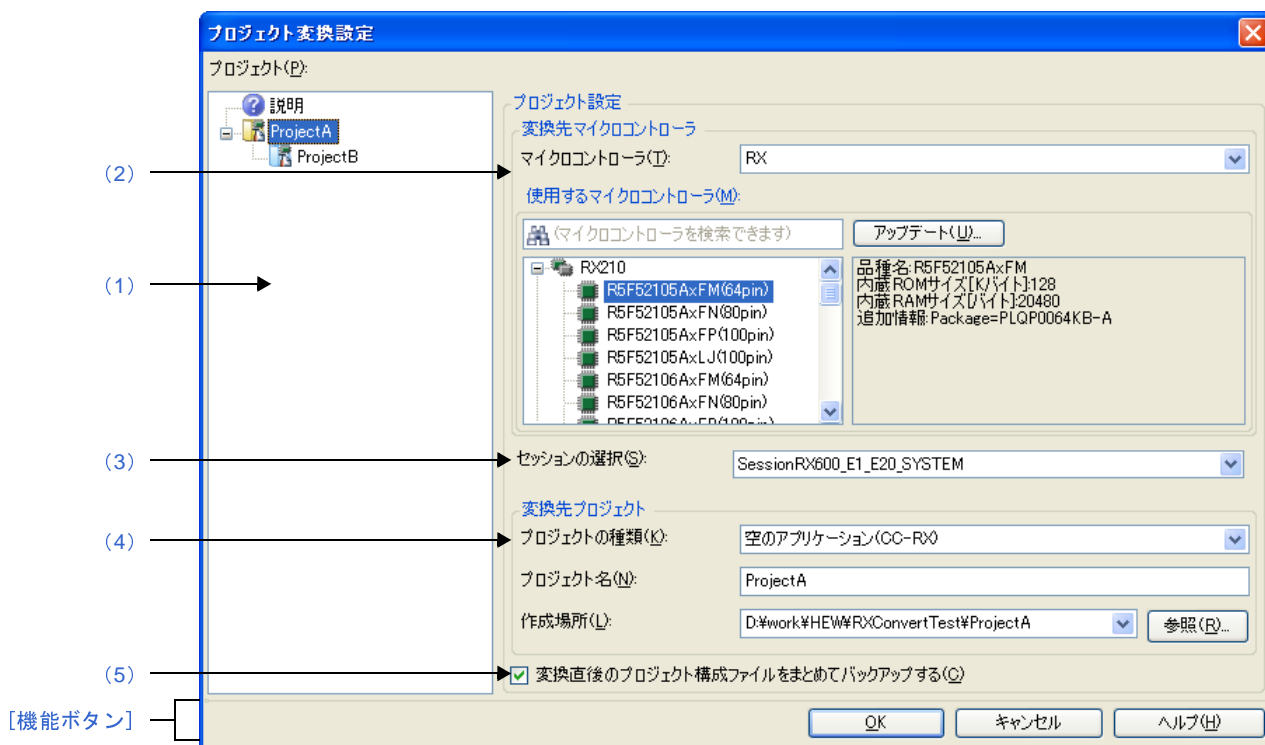 プロジェクト変換設定
プロジェクト(P):
説明
ProjectA
ProjectB
プロジェクト設定
変換先マイクロコントローラ
マイクロコントローラ(T):
RX
使用するマイクロコントローラ(M):
(マイクロコントローラを検索できます)
アップデート(U)...
RX210
R5F52105AxFM(64pin)
R5F52105AxFN(80pin)
R5F52105AxFP(100pin)
R5F52105AxLJ(100pin)
R5F52106AxFM(64pin)
R5F52106AxFN(80pin)
R5F52106AxFP(100pin)
品種名:R5F52105AxFM
内蔵ROMサイズ[Kバイト]:128
内蔵RAMサイズ[バイト]:20480
追加情報:Package=PLQP0064KB-A
セッションの選択(S):
SessionRX600_E1_E20_SYSTEM
変換先プロジェクト
プロジェクトの種類(K):
空のアプリケーション(CC-RX)
プロジェクト名(N):
ProjectA
作成場所(L):
D:¥work¥HEW¥RXConvertTest¥ProjectA
参照(R)...
変換直後のプロジェクト構成ファイルをまとめてバックアップする(C)
OK
キャンセル
ヘルプ(H)
(1)
(2)
(3)
(4)
(5)
[機能ボタン]